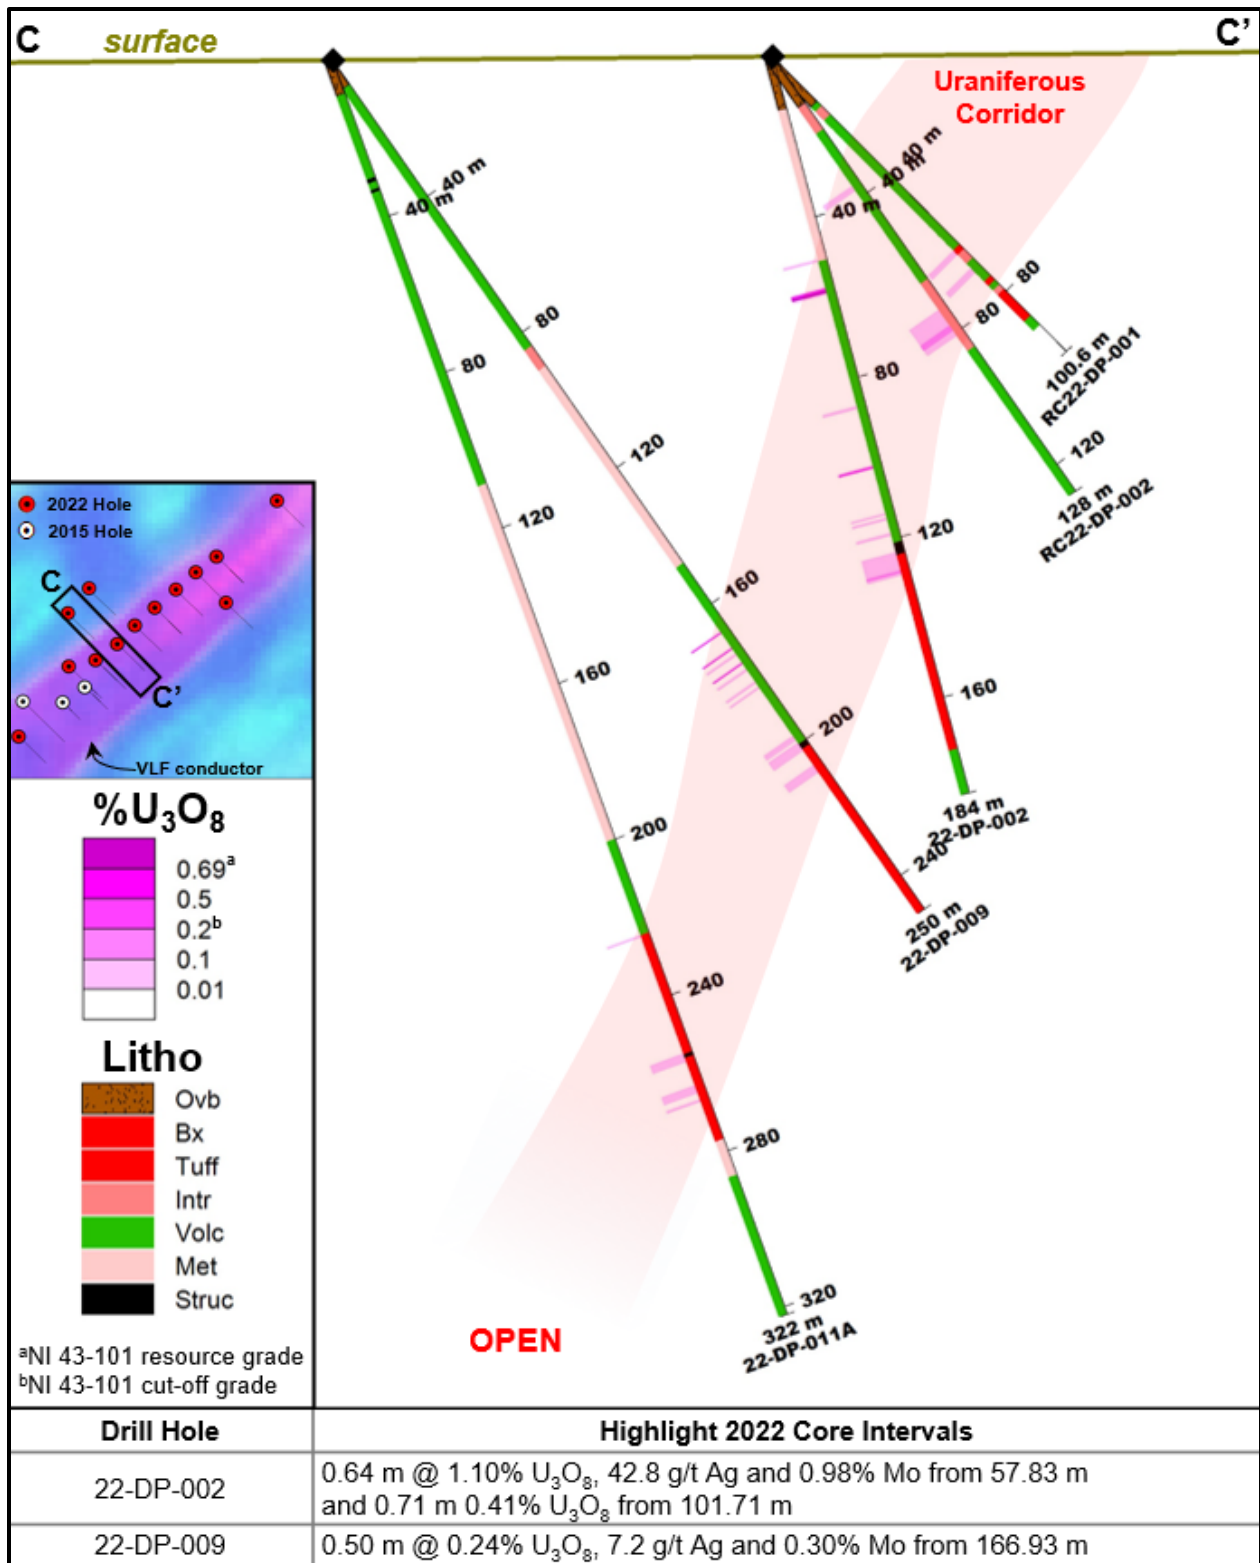 C
surface
C’
Uraniferous
Corridor
40 m
40 m
80
80
120
120
160
160
200
200
240
240
250 m
22-DP-009
280
320
322 m
22-DP-011A
40 m
40 m
40 m
80
80
80
100.6 m
RC22-DP-001
120
128 m
RC22-DP-002
120
160
184 m
22-DP-002
OPEN
2022 Hole
2015 Hole
C
C’
VLF conductor
%U₃O₈
0.69ᵃ
0.5
0.2ᵇ
0.1
0.01
Litho
Ovb
Bx
Tuff
Intr
Volc
Met
Struc
ᵃNI 43-101 resource grade
ᵇNI 43-101 cut-off grade
Drill Hole
Highlight 2022 Core Intervals
22-DP-002
0.64 m @ 1.10% U₃O₈, 42.8 g/t Ag and 0.98% Mo from 57.83 m
and 0.71 m 0.41% U₃O₈ from 101.71 m
22-DP-009
0.50 m @ 0.24% U₃O₈, 7.2 g/t Ag and 0.30% Mo from 166.93 m